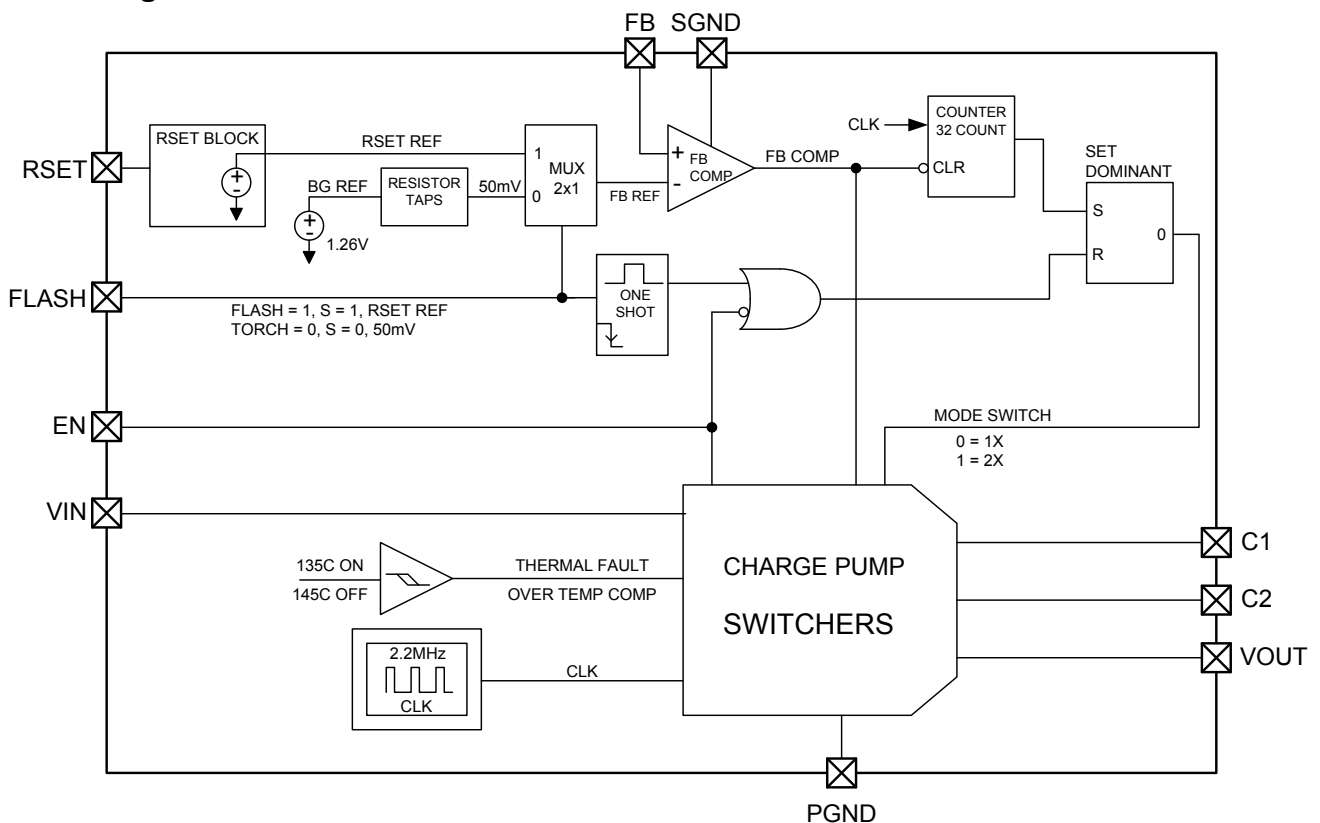 FB SGND
RSET
RSET BLOCK
+
-
RSET REF
BG REF
+
-
1.26V
RESISTOR
TAPS
50mV
1
0
MUX
2x1
FB REF
+
-
FB
COMP
FB COMP
CLK
COUNTER
32 COUNT
CLR
SET
DOMINANT
S
R
0
FLASH
FLASH = 1, S = 1, RSET REF
TORCH = 0, S = 0, 50mV
ONE
SHOT
EN
MODE SWITCH
0 = 1X
1 = 2X
VIN
135C ON
145C OFF
THERMAL FAULT
OVER TEMP COMP
2.2MHz
CLK
CLK
CHARGE PUMP
SWITCHERS
C1
C2
VOUT
PGND